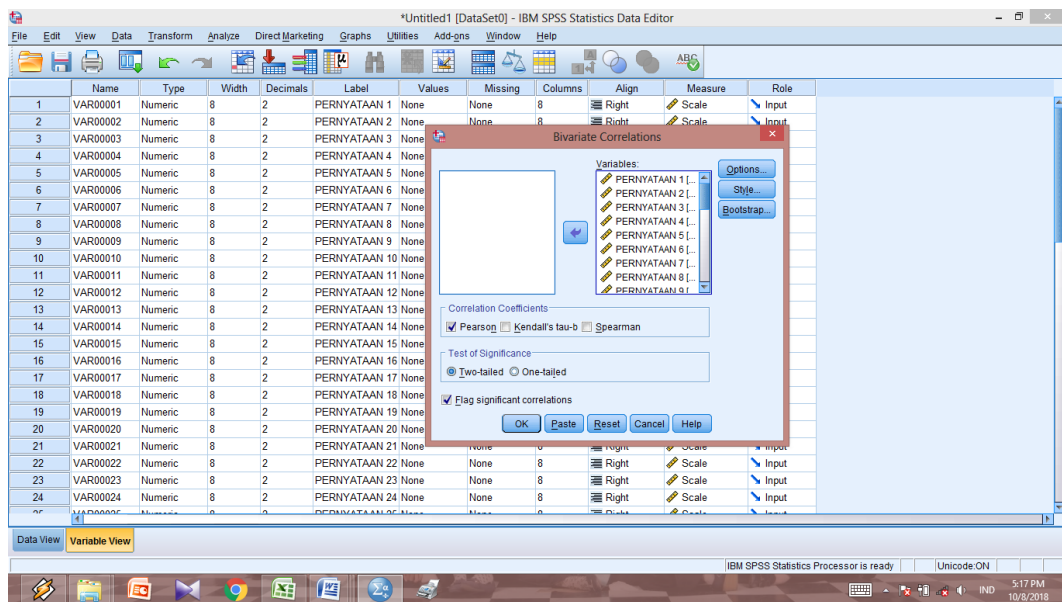 *Untitled1 [DataSet0] - IBM SPSS Statistics Data Editor
File Edit View Data Transform Analyze Direct Marketing Graphs Utilities Add-ons Window Help
Name Type Width Decimals Label Values Missing Columns Align Measure Role
1 VAR00001 Numeric 8 2 PERNYATAAN 1 None None 8 Right Scale Input
2 VAR00002 Numeric 8 2 PERNYATAAN 2 None None 8 Right Scale Input
3 VAR00003 Numeric 8 2 PERNYATAAN 3 None
4 VAR00004 Numeric 8 2 PERNYATAAN 4 None
5 VAR00005 Numeric 8 2 PERNYATAAN 5 None
6 VAR00006 Numeric 8 2 PERNYATAAN 6 None
7 VAR00007 Numeric 8 2 PERNYATAAN 7 None
8 VAR00008 Numeric 8 2 PERNYATAAN 8 None
9 VAR00009 Numeric 8 2 PERNYATAAN 9 None
10 VAR00010 Numeric 8 2 PERNYATAAN 10 None
11 VAR00011 Numeric 8 2 PERNYATAAN 11 None
12 VAR00012 Numeric 8 2 PERNYATAAN 12 None
13 VAR00013 Numeric 8 2 PERNYATAAN 13 None
14 VAR00014 Numeric 8 2 PERNYATAAN 14 None
15 VAR00015 Numeric 8 2 PERNYATAAN 15 None
16 VAR00016 Numeric 8 2 PERNYATAAN 16 None
17 VAR00017 Numeric 8 2 PERNYATAAN 17 None
18 VAR00018 Numeric 8 2 PERNYATAAN 18 None
19 VAR00019 Numeric 8 2 PERNYATAAN 19 None
20 VAR00020 Numeric 8 2 PERNYATAAN 20 None
21 VAR00021 Numeric 8 2 PERNYATAAN 21 None None 8 Right Scale Input
22 VAR00022 Numeric 8 2 PERNYATAAN 22 None None 8 Right Scale Input
23 VAR00023 Numeric 8 2 PERNYATAAN 23 None None 8 Right Scale Input
24 VAR00024 Numeric 8 2 PERNYATAAN 24 None None 8 Right Scale Input
Bivariate Correlations
Variables:
PERNYATAAN 1 [...
PERNYATAAN 2 [...
PERNYATAAN 3 [...
PERNYATAAN 4 [...
PERNYATAAN 5 [...
PERNYATAAN 6 [...
PERNYATAAN 7 [...
PERNYATAAN 8 [...
PERNYATAAN 9 [...
Options...
Style...
Bootstrap...
Correlation Coefficients
Pearson Kendall's tau-b Spearman
Test of Significance
Two-tailed One-tailed
Flag significant correlations
OK Paste Reset Cancel Help
Data View Variable View
IBM SPSS Statistics Processor is ready Unicode:ON
IND 5:17 PM
10/8/2018